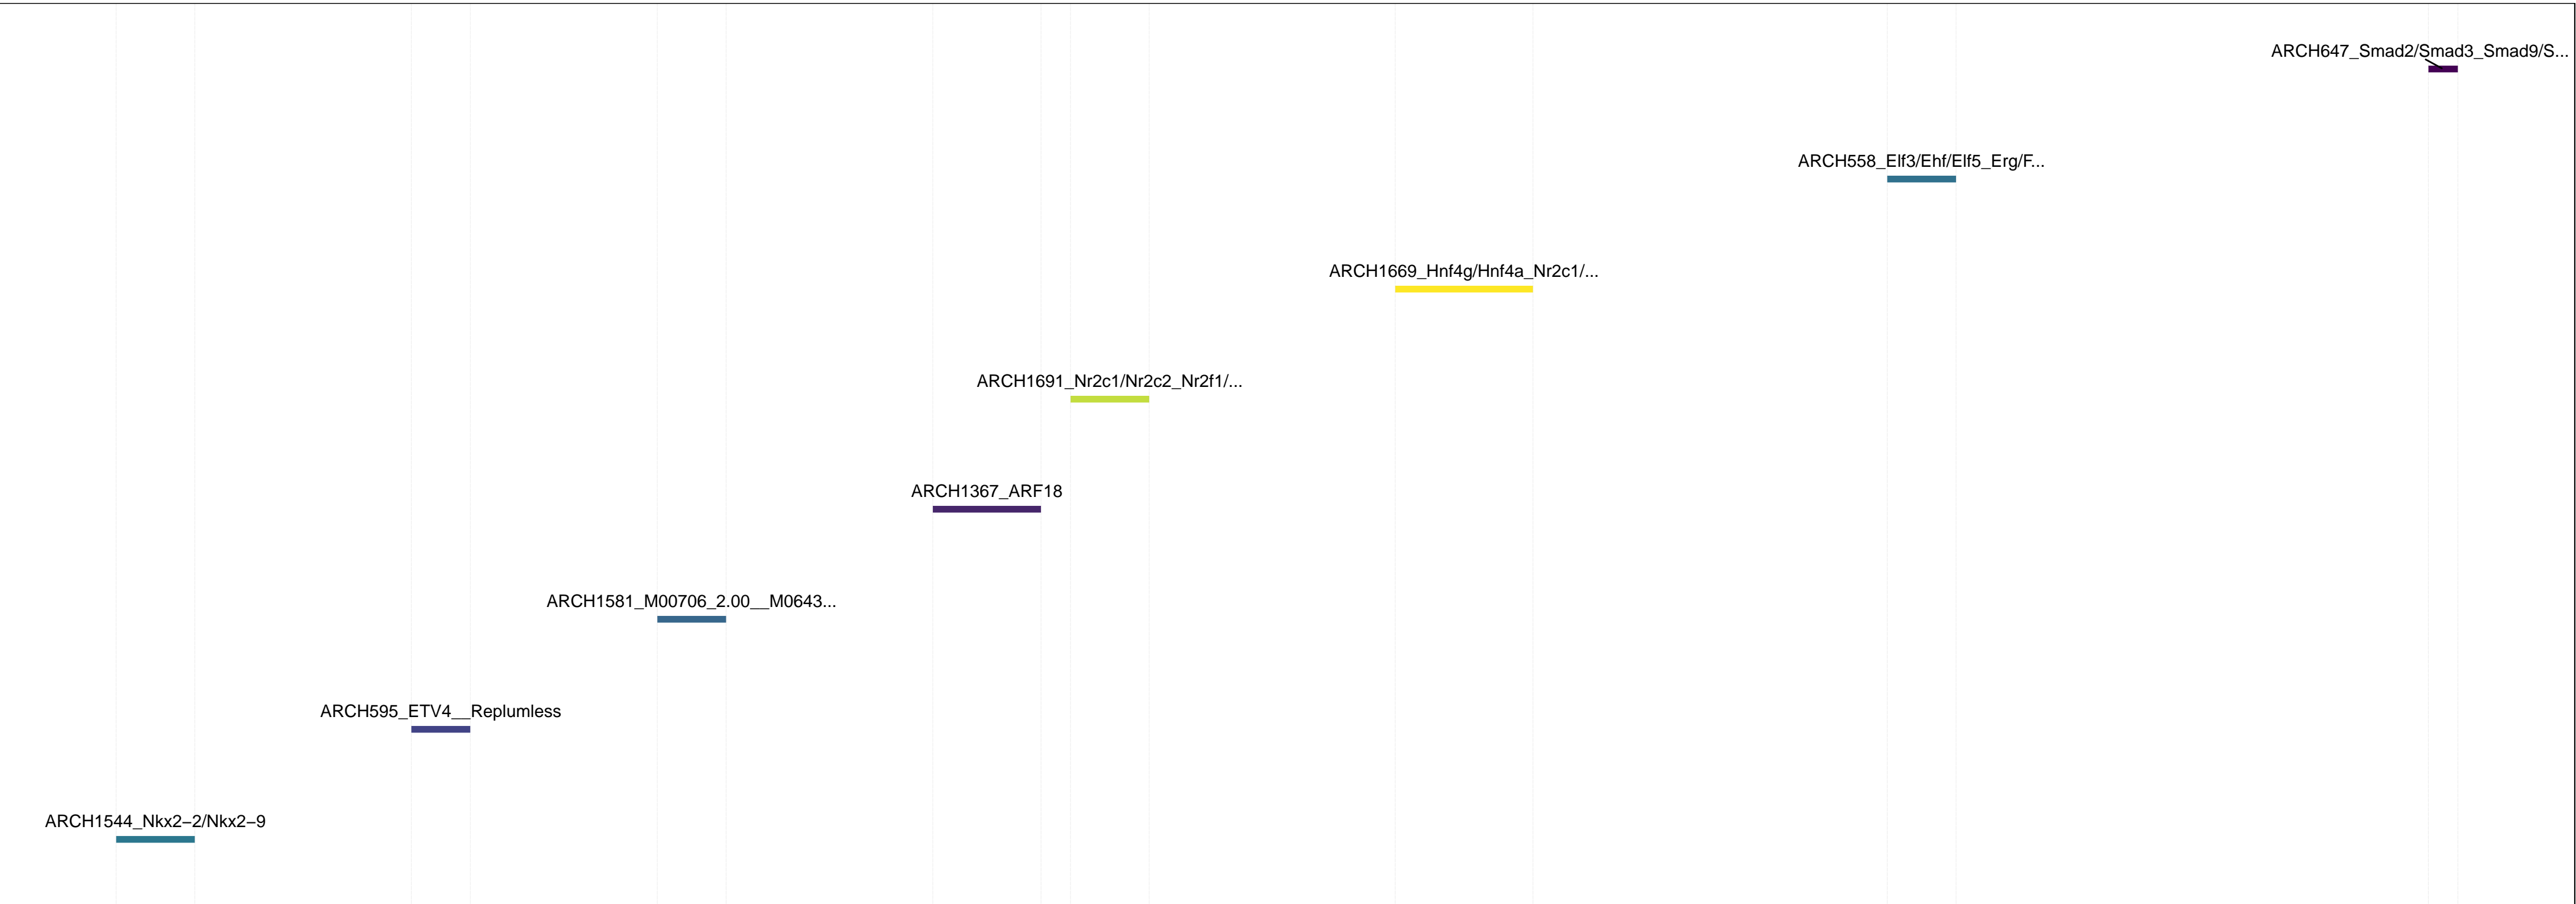 ARCH647_Smad2/Smad3_Smad9/S...
ARCH558_Elf3/Ehf/Elf5_Erg/F...
ARCH1669_Hnf4g/Hnf4a_Nr2c1/...
ARCH1691_Nr2c1/Nr2c2_Nr2f1/...
ARCH1367_ARF18
ARCH1581_M00706_2.00__M0643...
ARCH595_ETV4__Replumless
ARCH1544_Nkx2−2/Nkx2−9